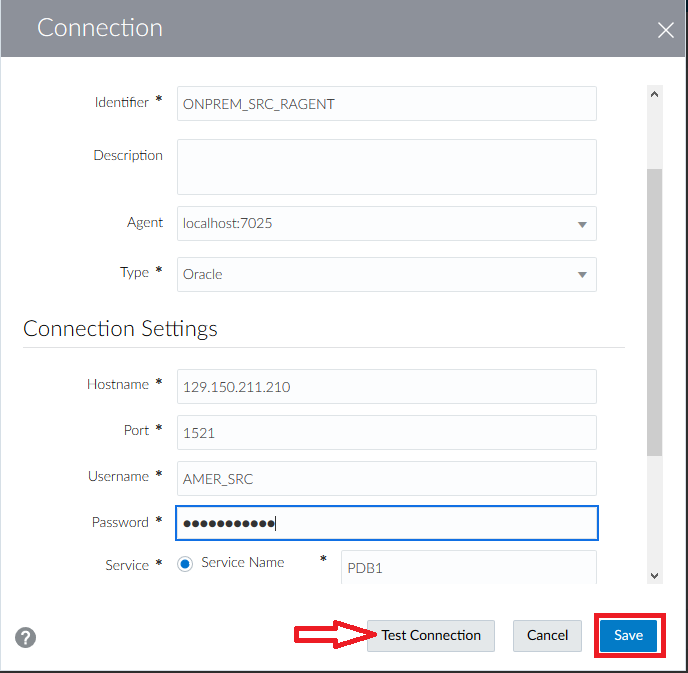 Connection
Identifier *
ONPREM_SRC_RAGENT
Description
Agent
localhost:7025
Type *
Oracle
Connection Settings
Hostname *
129.150.211.210
Port *
1521
Username *
AMER_SRC
Password *
●●●●●●●●●●●
Service *
Service Name *
PDB1
?
Test Connection
Cancel
Save